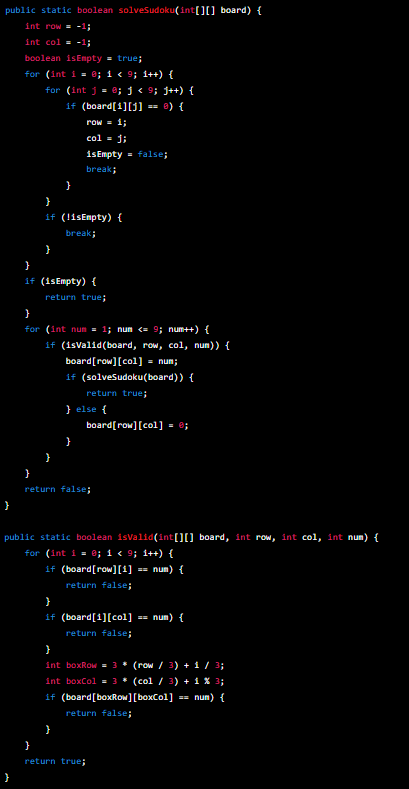 public static boolean solveSudoku(int[][] board) {
    int row = -1;
    int col = -1;
    boolean isEmpty = true;
    for (int i = 0; i < 9; i++) {
        for (int j = 0; j < 9; j++) {
            if (board[i][j] == 0) {
                row = i;
                col = j;
                isEmpty = false;
                break;
            }
        }
        if (!isEmpty) {
            break;
        }
    }
    if (isEmpty) {
        return true;
    }
    for (int num = 1; num <= 9; num++) {
        if (isValid(board, row, col, num)) {
            board[row][col] = num;
            if (solveSudoku(board)) {
                return true;
            } else {
                board[row][col] = 0;
            }
        }
    }
    return false;
}

public static boolean isValid(int[][] board, int row, int col, int num) {
    for (int i = 0; i < 9; i++) {
        if (board[row][i] == num) {
            return false;
        }
        if (board[i][col] == num) {
            return false;
        }
        int boxRow = 3 * (row / 3) + i / 3;
        int boxCol = 3 * (col / 3) + i % 3;
        if (board[boxRow][boxCol] == num) {
            return false;
        }
    }
    return true;
}